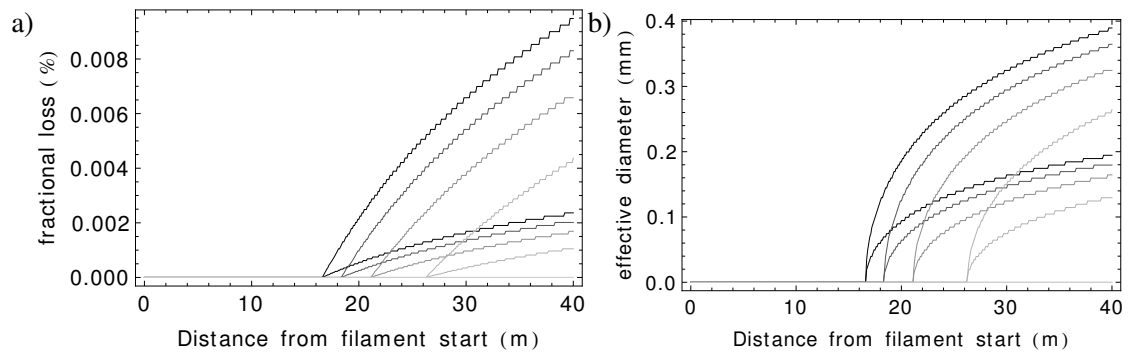 a)
fractional loss (%)
0.008
0.006
0.004
0.002
0.000
0 10 20 30 40
Distance from filament start (m)
b)
effective diameter (mm)
0.4
0.3
0.2
0.1
0.0
0 10 20 30 40
Distance from filament start (m)